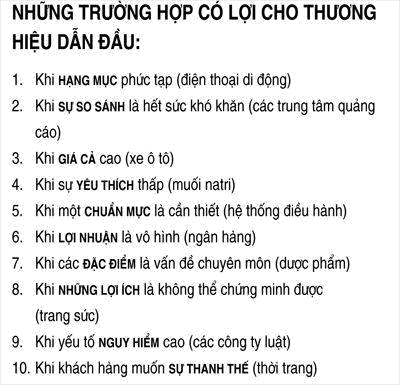 NHỮNG TRƯỜNG HỢP CÓ LỢI CHO THƯƠNG
HIỆU DẪN ĐẦU:
1. Khi HẠNG MỤC phức tạp (điện thoại di động)
2. Khi SỰ SO SÁNH là hết sức khó khăn (các trung tâm quảng
cáo)
3. Khi GIÁ CẢ cao (xe ô tô)
4. Khi sự YÊU THÍCH thấp (muối natri)
5. Khi một CHUẨN MỰC là cần thiết (hệ thống điều hành)
6. Khi LỢI NHUẬN là vô hình (ngân hàng)
7. Khi các ĐẶC ĐIỂM là vấn đề chuyên môn (dược phẩm)
8. Khi NHỮNG LỢI ÍCH là không thể chứng minh được
(trang sức)
9. Khi yếu tố NGUY HIỂM cao (các công ty luật)
10. Khi khách hàng muốn SỰ THANH THẾ (thời trang)